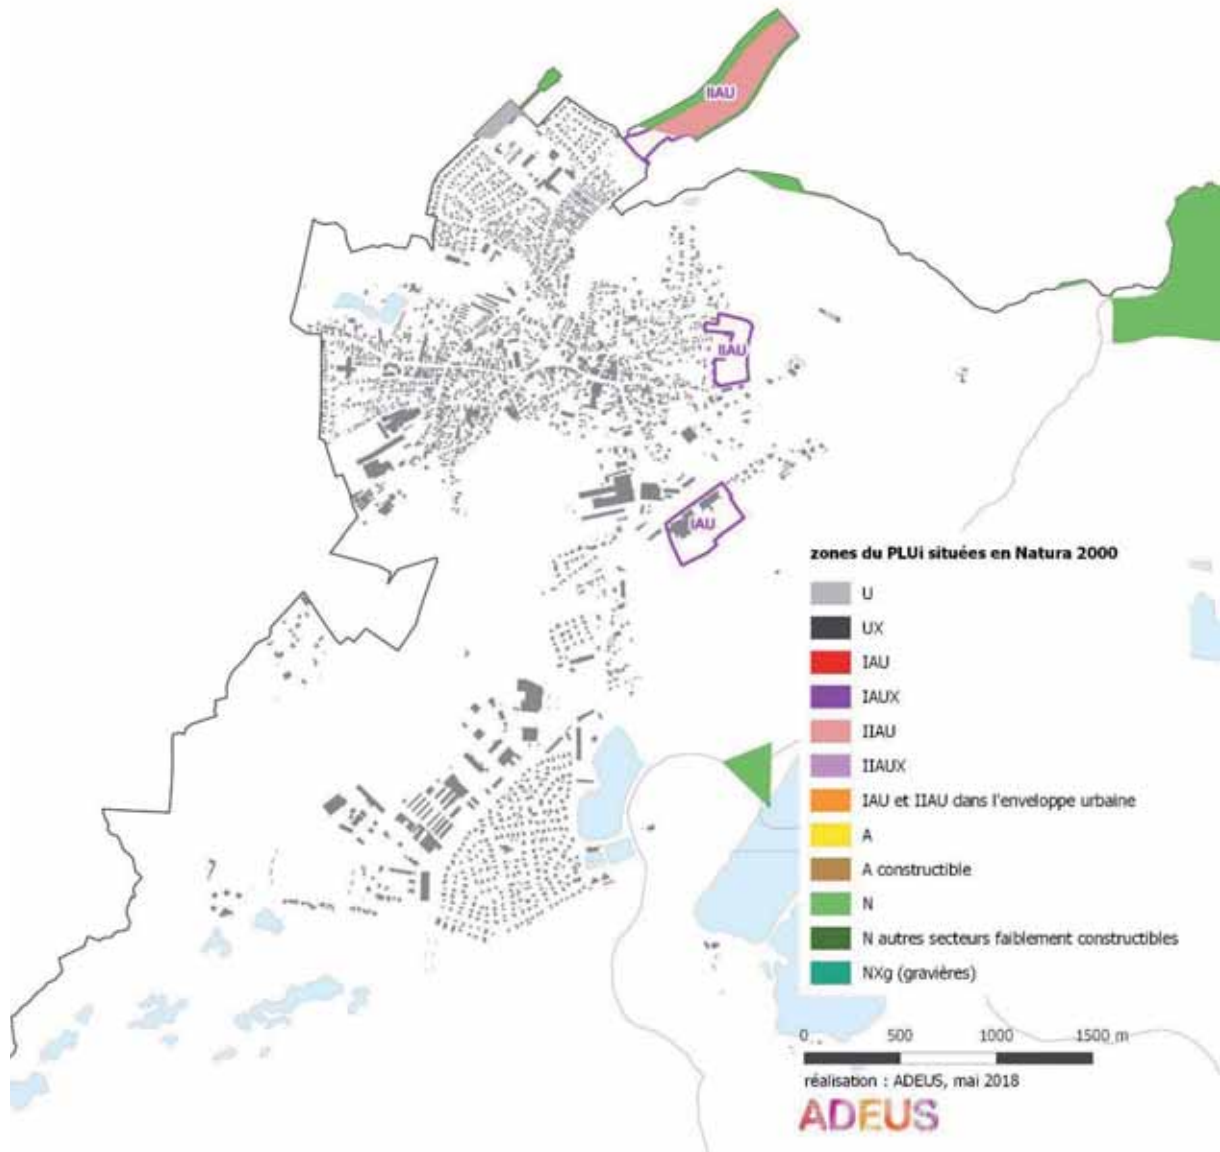 IIAU
IIAU
IAU
zones du PLUi situées en Natura 2000
U
UX
IAU
IAUX
IIAU
IIAUX
IAU et IIAU dans l'enveloppe urbaine
A
A constructible
N
N autres secteurs faiblement constructibles
NXg (gravières)
0 500 1000 1500 m
réalisation : ADEUS, mai 2018
ADEUS